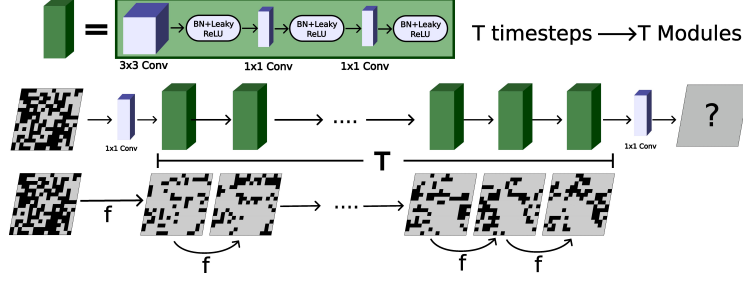 =
BN+Leaky
ReLU
BN+Leaky
ReLU
BN+Leaky
ReLU
3x3 Conv
1x1 Conv
1x1 Conv
T timesteps → T Modules
1x1 Conv
....
1x1 Conv
?
T
f
....
f
f
f